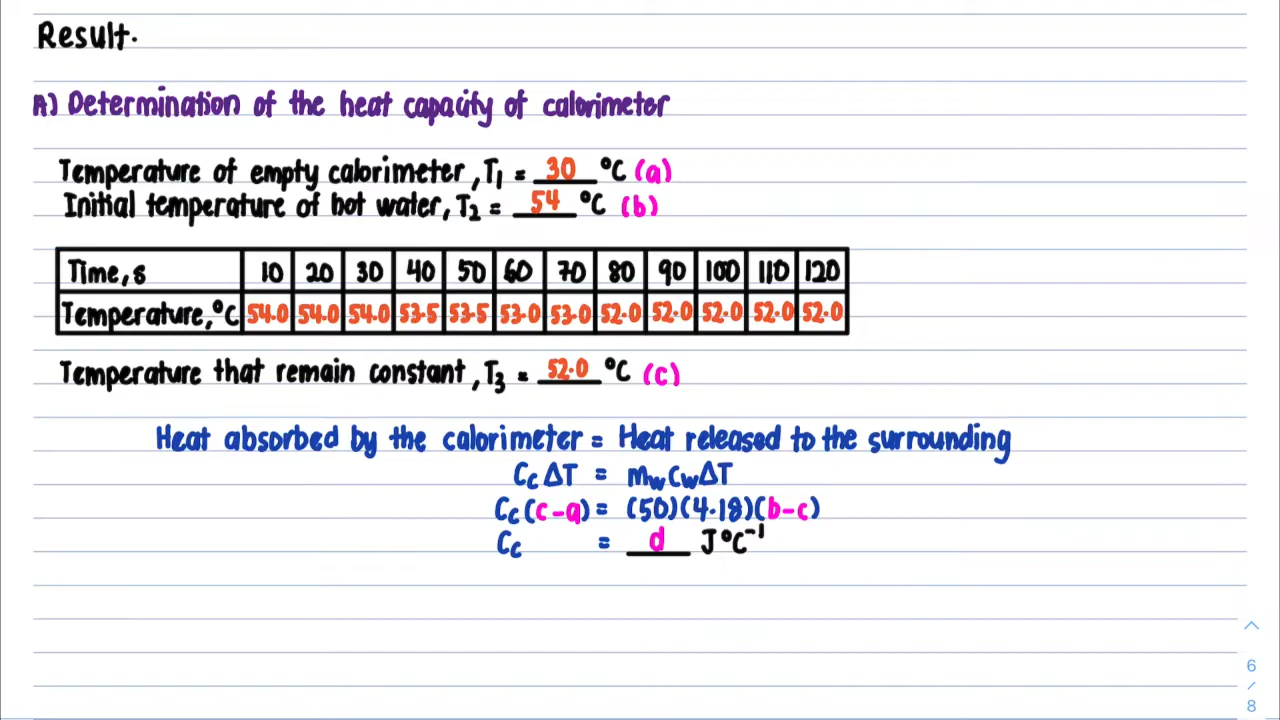 Result.
A) Determination of the heat capacity of calorimeter
Temperature of empty calorimeter, T₁ = 30 °C (a)
Initial temperature of hot water, T₂ = 54 °C (b)
Time, s 10 20 30 40 50 60 70 80 90 100 110 120
Temperature, °C 54.0 54.0 54.0 53.5 53.5 53.0 53.0 52.0 52.0 52.0 52.0 52.0
Temperature that remain constant, T₃ = 52.0 °C (c)
Heat absorbed by the calorimeter = Heat released to the surrounding
Cc ΔT = mwCwΔT
Cc (c-a) = (50)(4.18)(b-c)
Cc = d J°C⁻¹
6
/
8